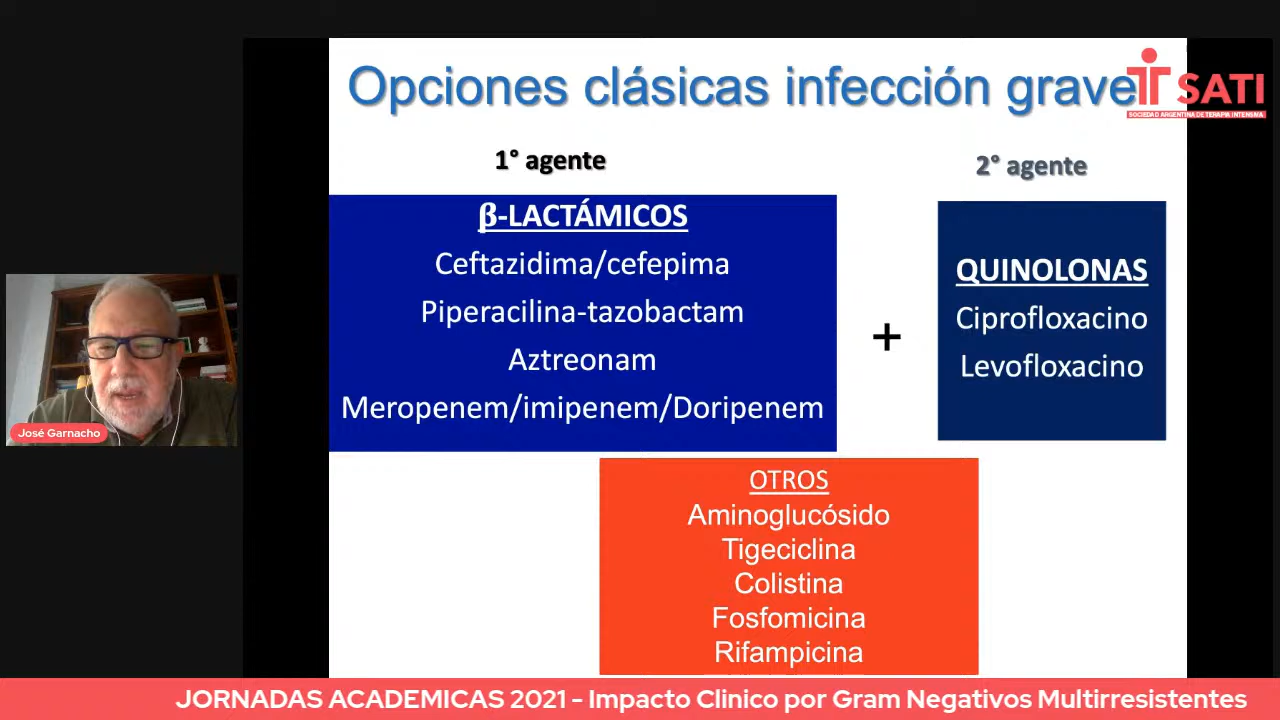 Opciones clásicas infección grave
SATI
SOCIEDAD ARGENTINA DE TERAPIA INTENSIVA
1° agente
2° agente
β-LACTÁMICOS
Ceftazidima/cefepima
Piperacilina-tazobactam
Aztreonam
Meropenem/imipenem/Doripenem
+
QUINOLONAS
Ciprofloxacino
Levofloxacino
José Garnacho
OTROS
Aminoglucósido
Tigeciclina
Colistina
Fosfomicina
Rifampicina
JORNADAS ACADEMICAS 2021 - Impacto Clinico por Gram Negativos Multirresistentes